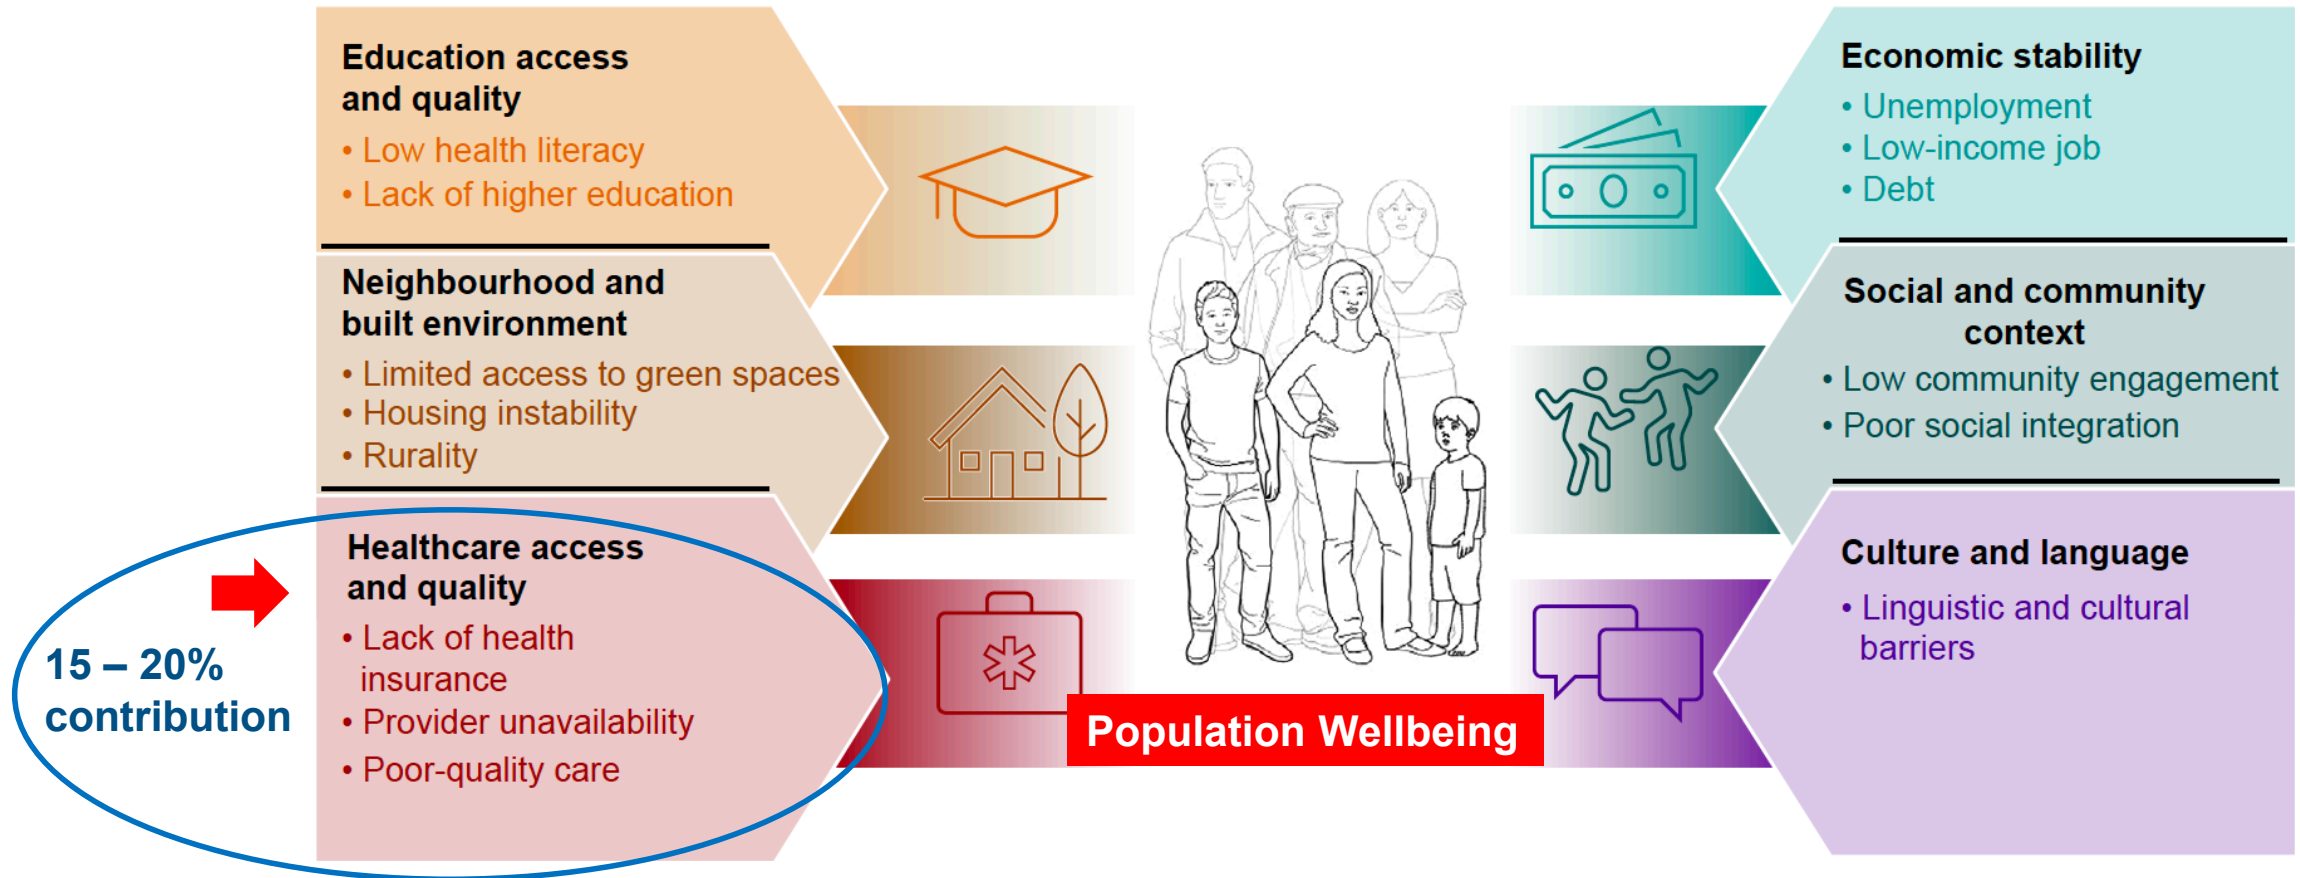 Education access
and quality
• Low health literacy
• Lack of higher education
Neighbourhood and
built environment
• Limited access to green spaces
• Housing instability
• Rurality
Healthcare access
and quality
• Lack of health
insurance
• Provider unavailability
• Poor-quality care
15 – 20%
contribution
Population Wellbeing
Economic stability
• Unemployment
• Low-income job
• Debt
Social and community
context
• Low community engagement
• Poor social integration
Culture and language
• Linguistic and cultural
barriers